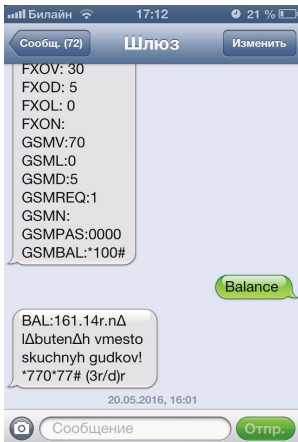 Билайн 17:12 21 %
Сообщ. (72) Шлюз Изменить
FXOV: 30
FXOD: 5
FXOL: 0
FXON:
GSMV:70
GSML:0
GSMD:5
GSMREQ:1
GSMN:
GSMPAS:0000
GSMBAL:*100#
Balance
BAL:161.14r.nΔ
lΔbutenΔh vmesto
skuchnyh gudkov!
*770*77# (3r/d)r
20.05.2016, 16:01
Сообщение Отпр.